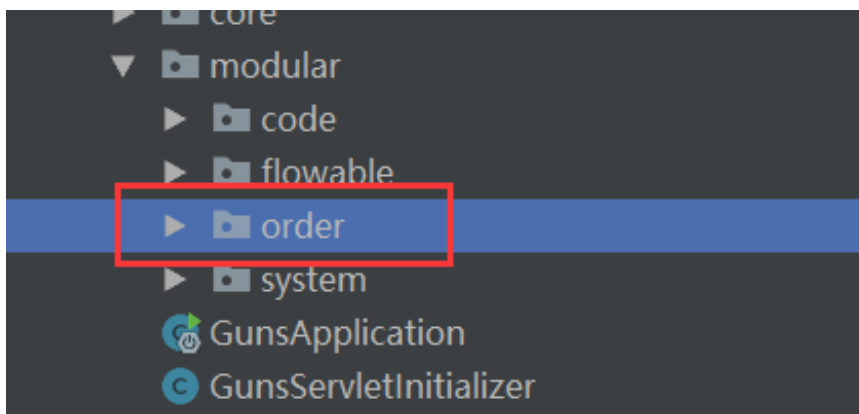 core
modular
code
flowable
order
system
GunsApplication
GunsServletInitializer